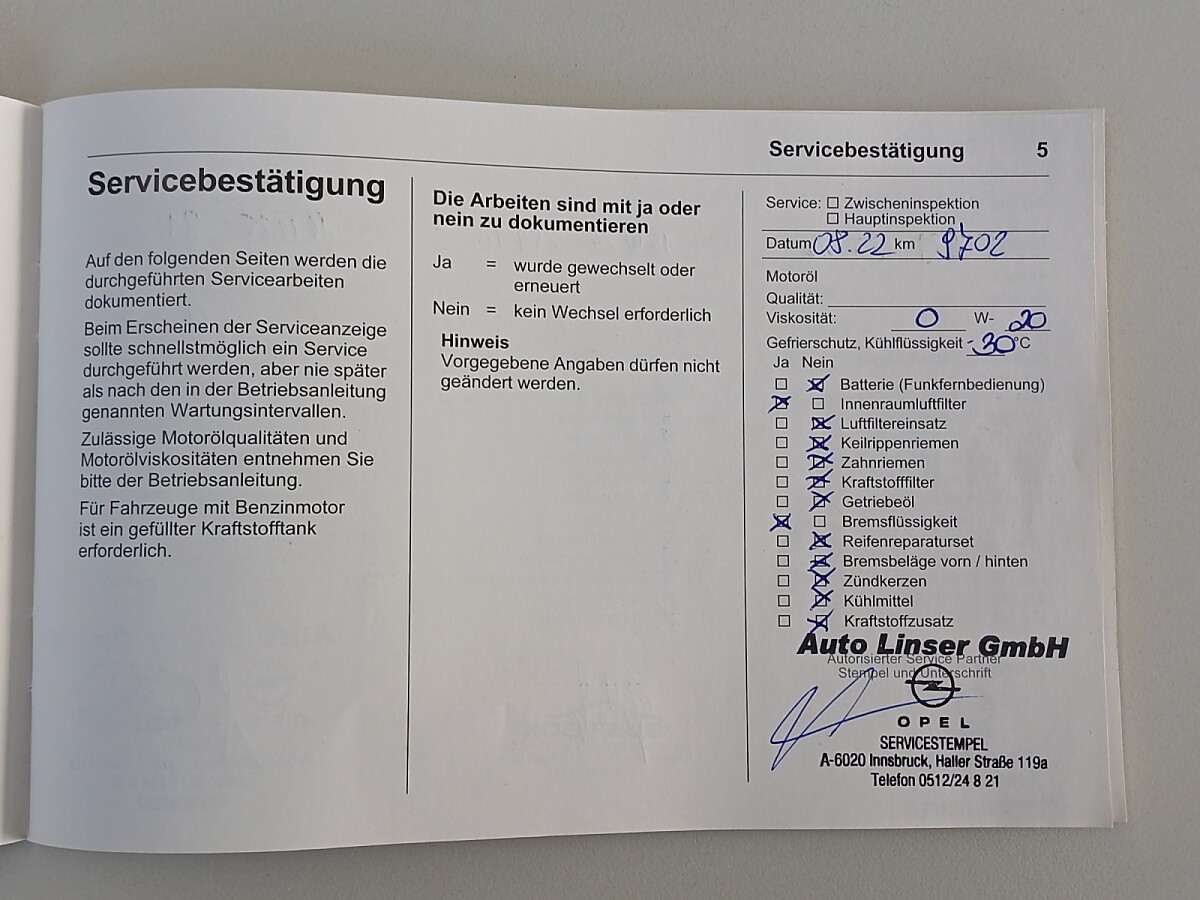 Servicebestätigung 5
Servicebestätigung
Auf den folgenden Seiten werden die
durchgeführten Servicearbeiten
dokumentiert.
Beim Erscheinen der Serviceanzeige
sollte schnellstmöglich ein Service
durchgeführt werden, aber nie später
als nach den in der Betriebsanleitung
genannten Wartungsintervallen.
Zulässige Motorölqualitäten und
Motorölviskositäten entnehmen Sie
bitte der Betriebsanleitung.
Für Fahrzeuge mit Benzinmotor
ist ein gefüllter Kraftstofftank
erforderlich.
Die Arbeiten sind mit ja oder
nein zu dokumentieren
Ja = wurde gewechselt oder
erneuert
Nein = kein Wechsel erforderlich
Hinweis
Vorgegebene Angaben dürfen nicht
geändert werden.
Service: ☐ Zwischeninspektion
☐ Hauptinspektion
Datum 08.22 km 9702
Motoröl
Qualität:
Viskosität: 0 W- 20
Gefrierschutz, Kühlflüssigkeit -30 °C
Ja Nein
☐ ☒ Batterie (Funkfernbedienung)
☒ ☐ Innenraumluftfilter
☐ ☒ Luftfiltereinsatz
☐ ☒ Keilrippenriemen
☐ ☒ Zahnriemen
☐ ☒ Kraftstofffilter
☐ ☒ Getriebeöl
☒ ☐ Bremsflüssigkeit
☐ ☒ Reifenreparaturset
☐ ☒ Bremsbeläge vorn / hinten
☐ ☒ Zündkerzen
☐ ☒ Kühlmittel
☐ ☒ Kraftstoffzusatz
Auto Linser GmbH
Autorisierter Service Partner
Stempel und Unterschrift
OPEL
SERVICESTEMPEL
A-6020 Innsbruck, Haller Straße 119a
Telefon 0512/24 8 21